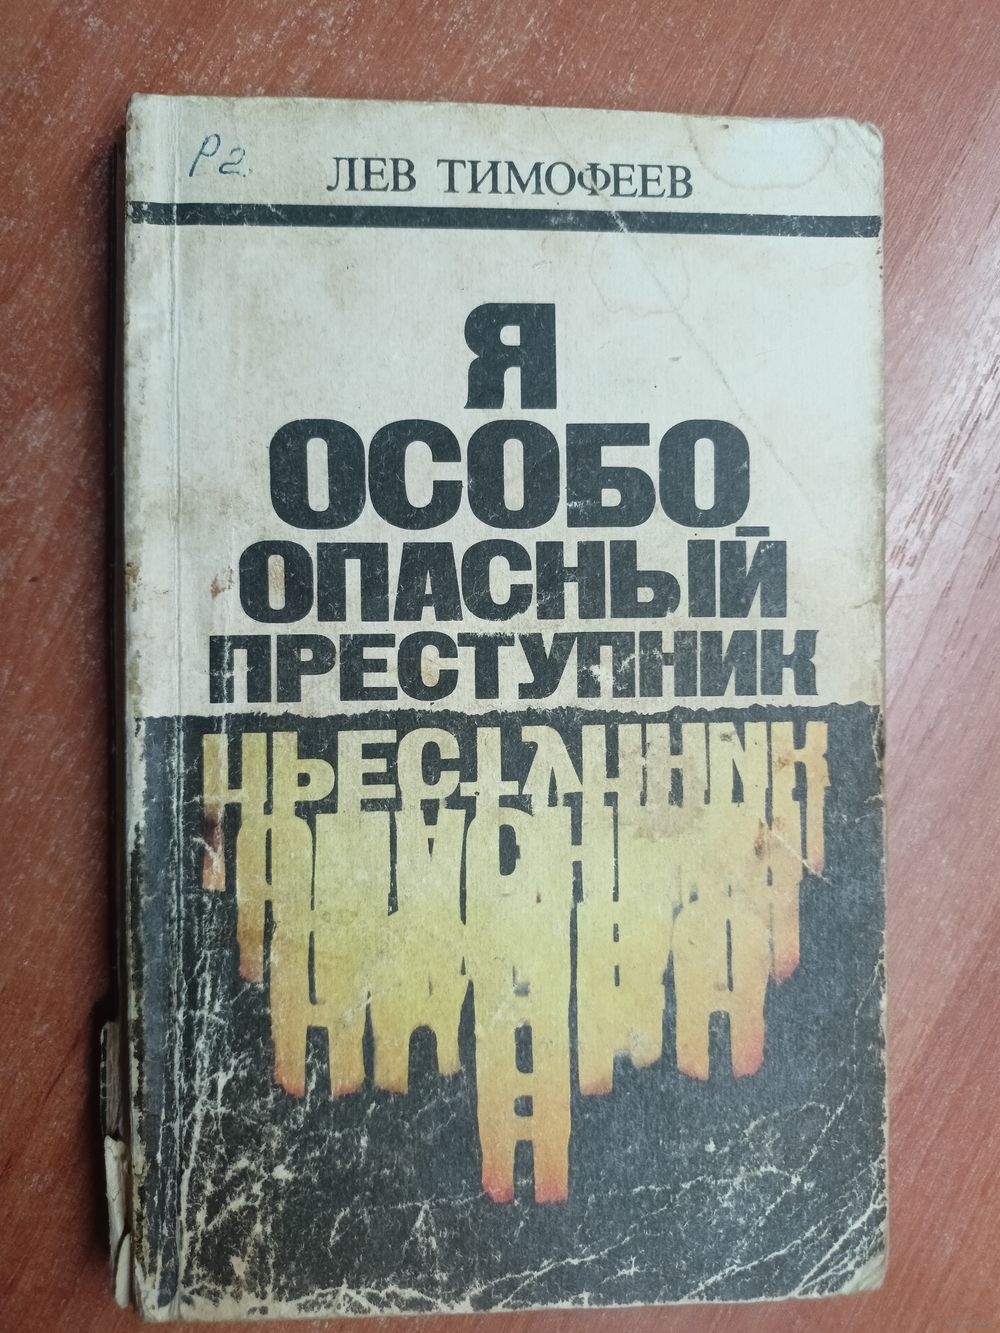 Р2
ЛЕВ ТИМОФЕЕВ
Я
ОСОБО
ОПАСНЫЙ
ПРЕСТУПНИК